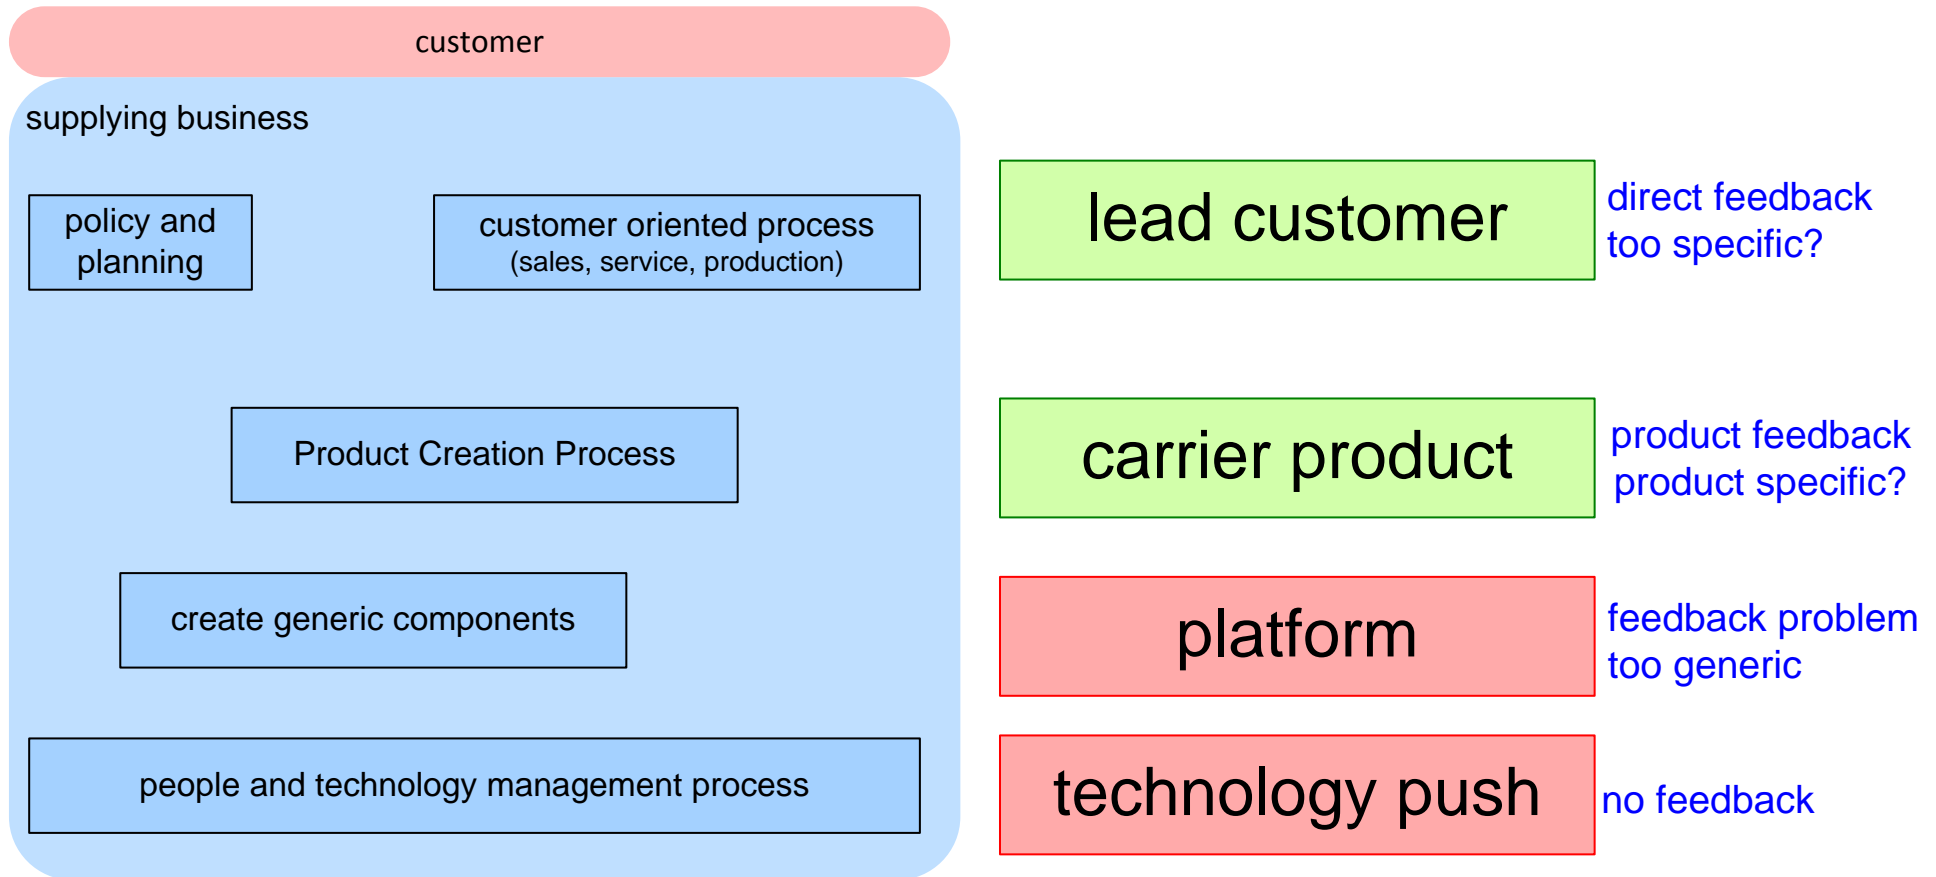 customer
supplying business
policy and
planning
customer oriented process
(sales, service, production)
lead customer
direct feedback
too specific?
Product Creation Process
carrier product
product feedback
product specific?
create generic components
platform
feedback problem
too generic
people and technology management process
technology push
no feedback